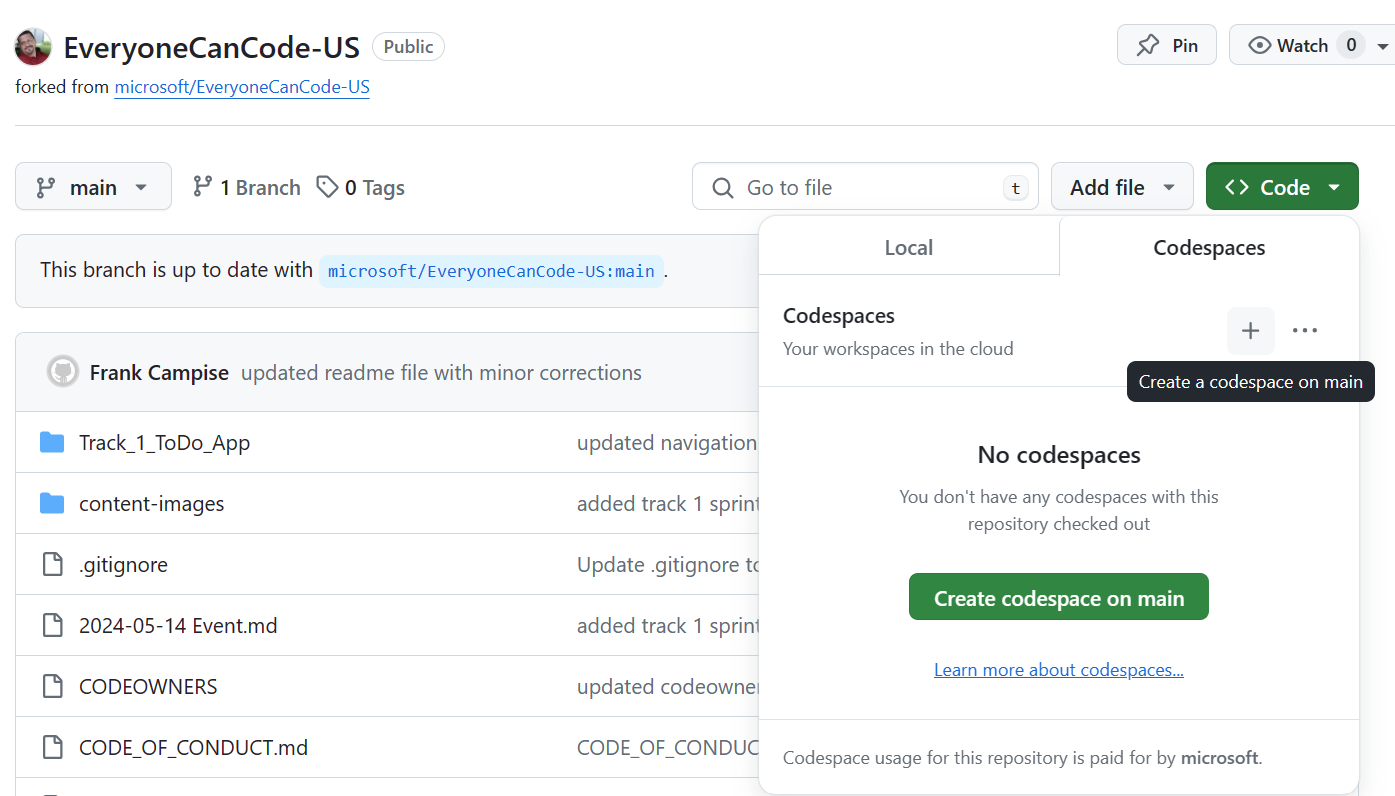 EveryoneCanCode-US Public
Pin
Watch 0
forked from microsoft/EveryoneCanCode-US
main
1 Branch
0 Tags
Go to file t
Add file
Code
This branch is up to date with microsoft/EveryoneCanCode-US:main .
Frank Campise updated readme file with minor corrections
Track_1_ToDo_App updated navigation
content-images added track 1 sprint
.gitignore Update .gitignore to
2024-05-14 Event.md added track 1 sprint
CODEOWNERS updated codeowner
CODE_OF_CONDUCT.md CODE_OF_CONDUC
Local
Codespaces
Codespaces
Your workspaces in the cloud
Create a codespace on main
No codespaces
You don't have any codespaces with this
repository checked out
Create codespace on main
Learn more about codespaces...
Codespace usage for this repository is paid for by microsoft.